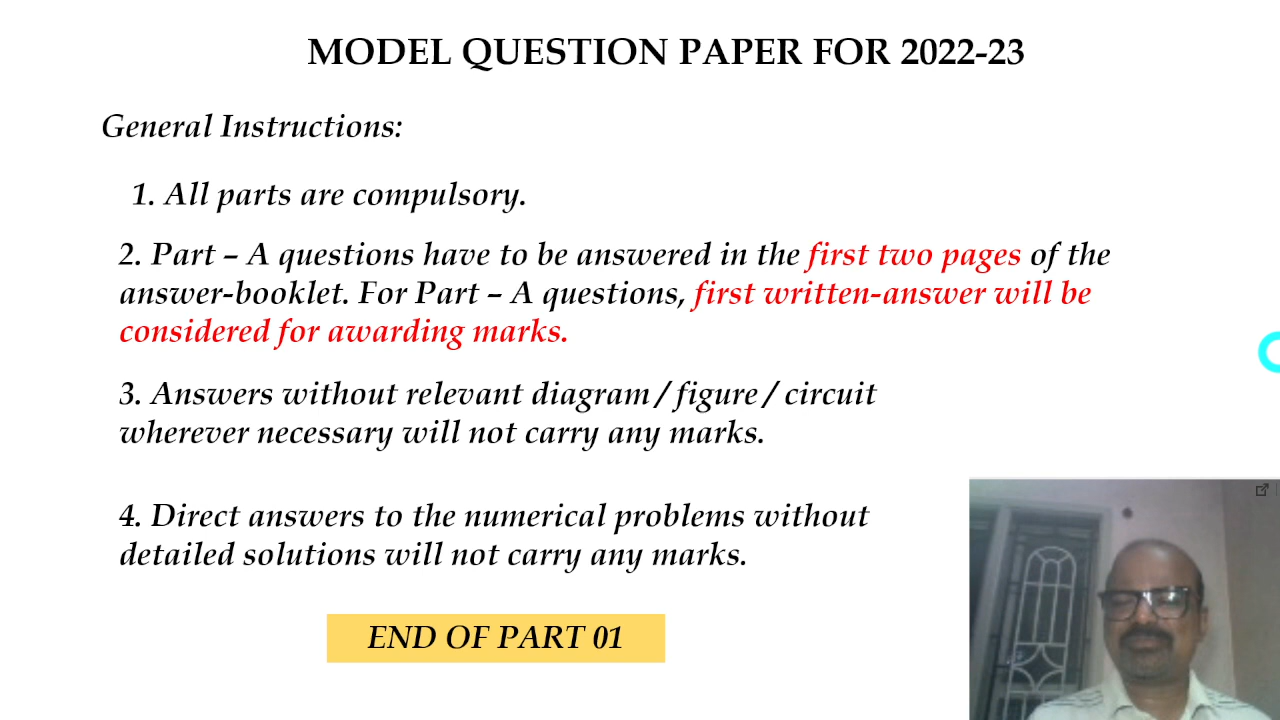 MODEL QUESTION PAPER FOR 2022-23
General Instructions:
1. All parts are compulsory.
2. Part – A questions have to be answered in the first two pages of the
answer-booklet. For Part – A questions, first written-answer will be
considered for awarding marks.
3. Answers without relevant diagram / figure / circuit
wherever necessary will not carry any marks.
4. Direct answers to the numerical problems without
detailed solutions will not carry any marks.
END OF PART 01